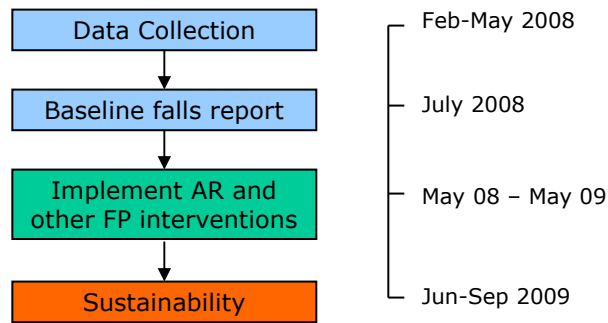 Data Collection
Feb-May 2008
Baseline falls report
July 2008
Implement AR and
other FP interventions
May 08 – May 09
Sustainability
Jun-Sep 2009